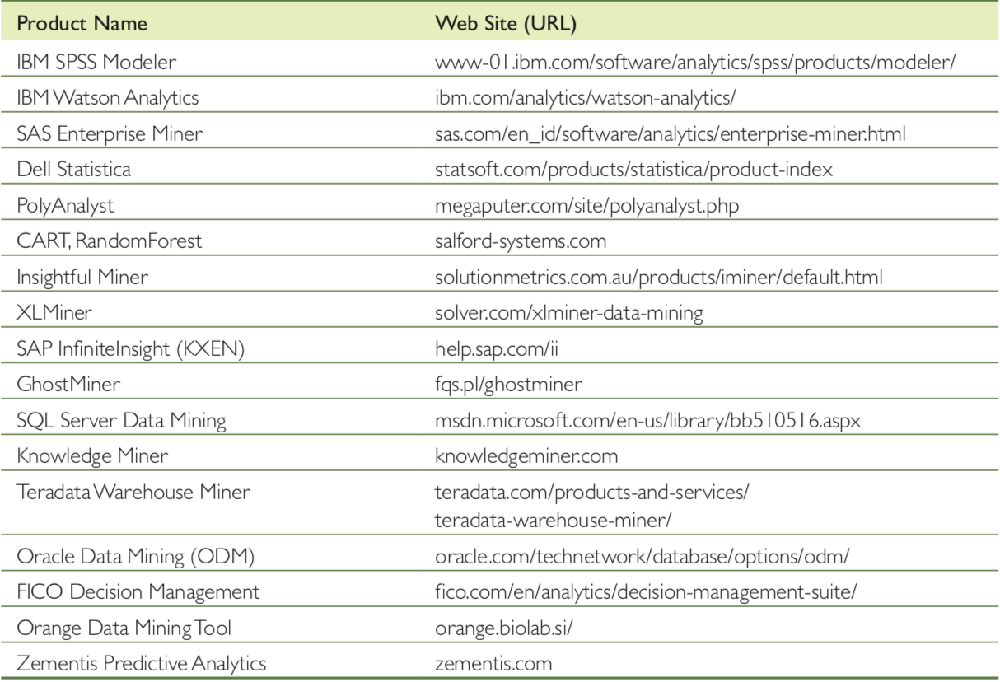 Product Name Web Site (URL)
IBM SPSS Modeler www-01.ibm.com/software/analytics/spss/products/modeler/
IBM Watson Analytics ibm.com/analytics/watson-analytics/
SAS Enterprise Miner sas.com/en_id/software/analytics/enterprise-miner.html
Dell Statistica statsoft.com/products/statistica/product-index
PolyAnalyst megaputer.com/site/polyanalyst.php
CART, RandomForest salford-systems.com
Insightful Miner solutionmetrics.com.au/products/iminer/default.html
XLMiner solver.com/xlminer-data-mining
SAP InfiniteInsight (KXEN) help.sap.com/ii
GhostMiner fqs.pl/ghostminer
SQL Server Data Mining msdn.microsoft.com/en-us/library/bb510516.aspx
Knowledge Miner knowledgeminer.com
Teradata Warehouse Miner teradata.com/products-and-services/
teradata-warehouse-miner/
Oracle Data Mining (ODM) oracle.com/technetwork/database/options/odm/
FICO Decision Management fico.com/en/analytics/decision-management-suite/
Orange Data Mining Tool orange.biolab.si/
Zementis Predictive Analytics zementis.com